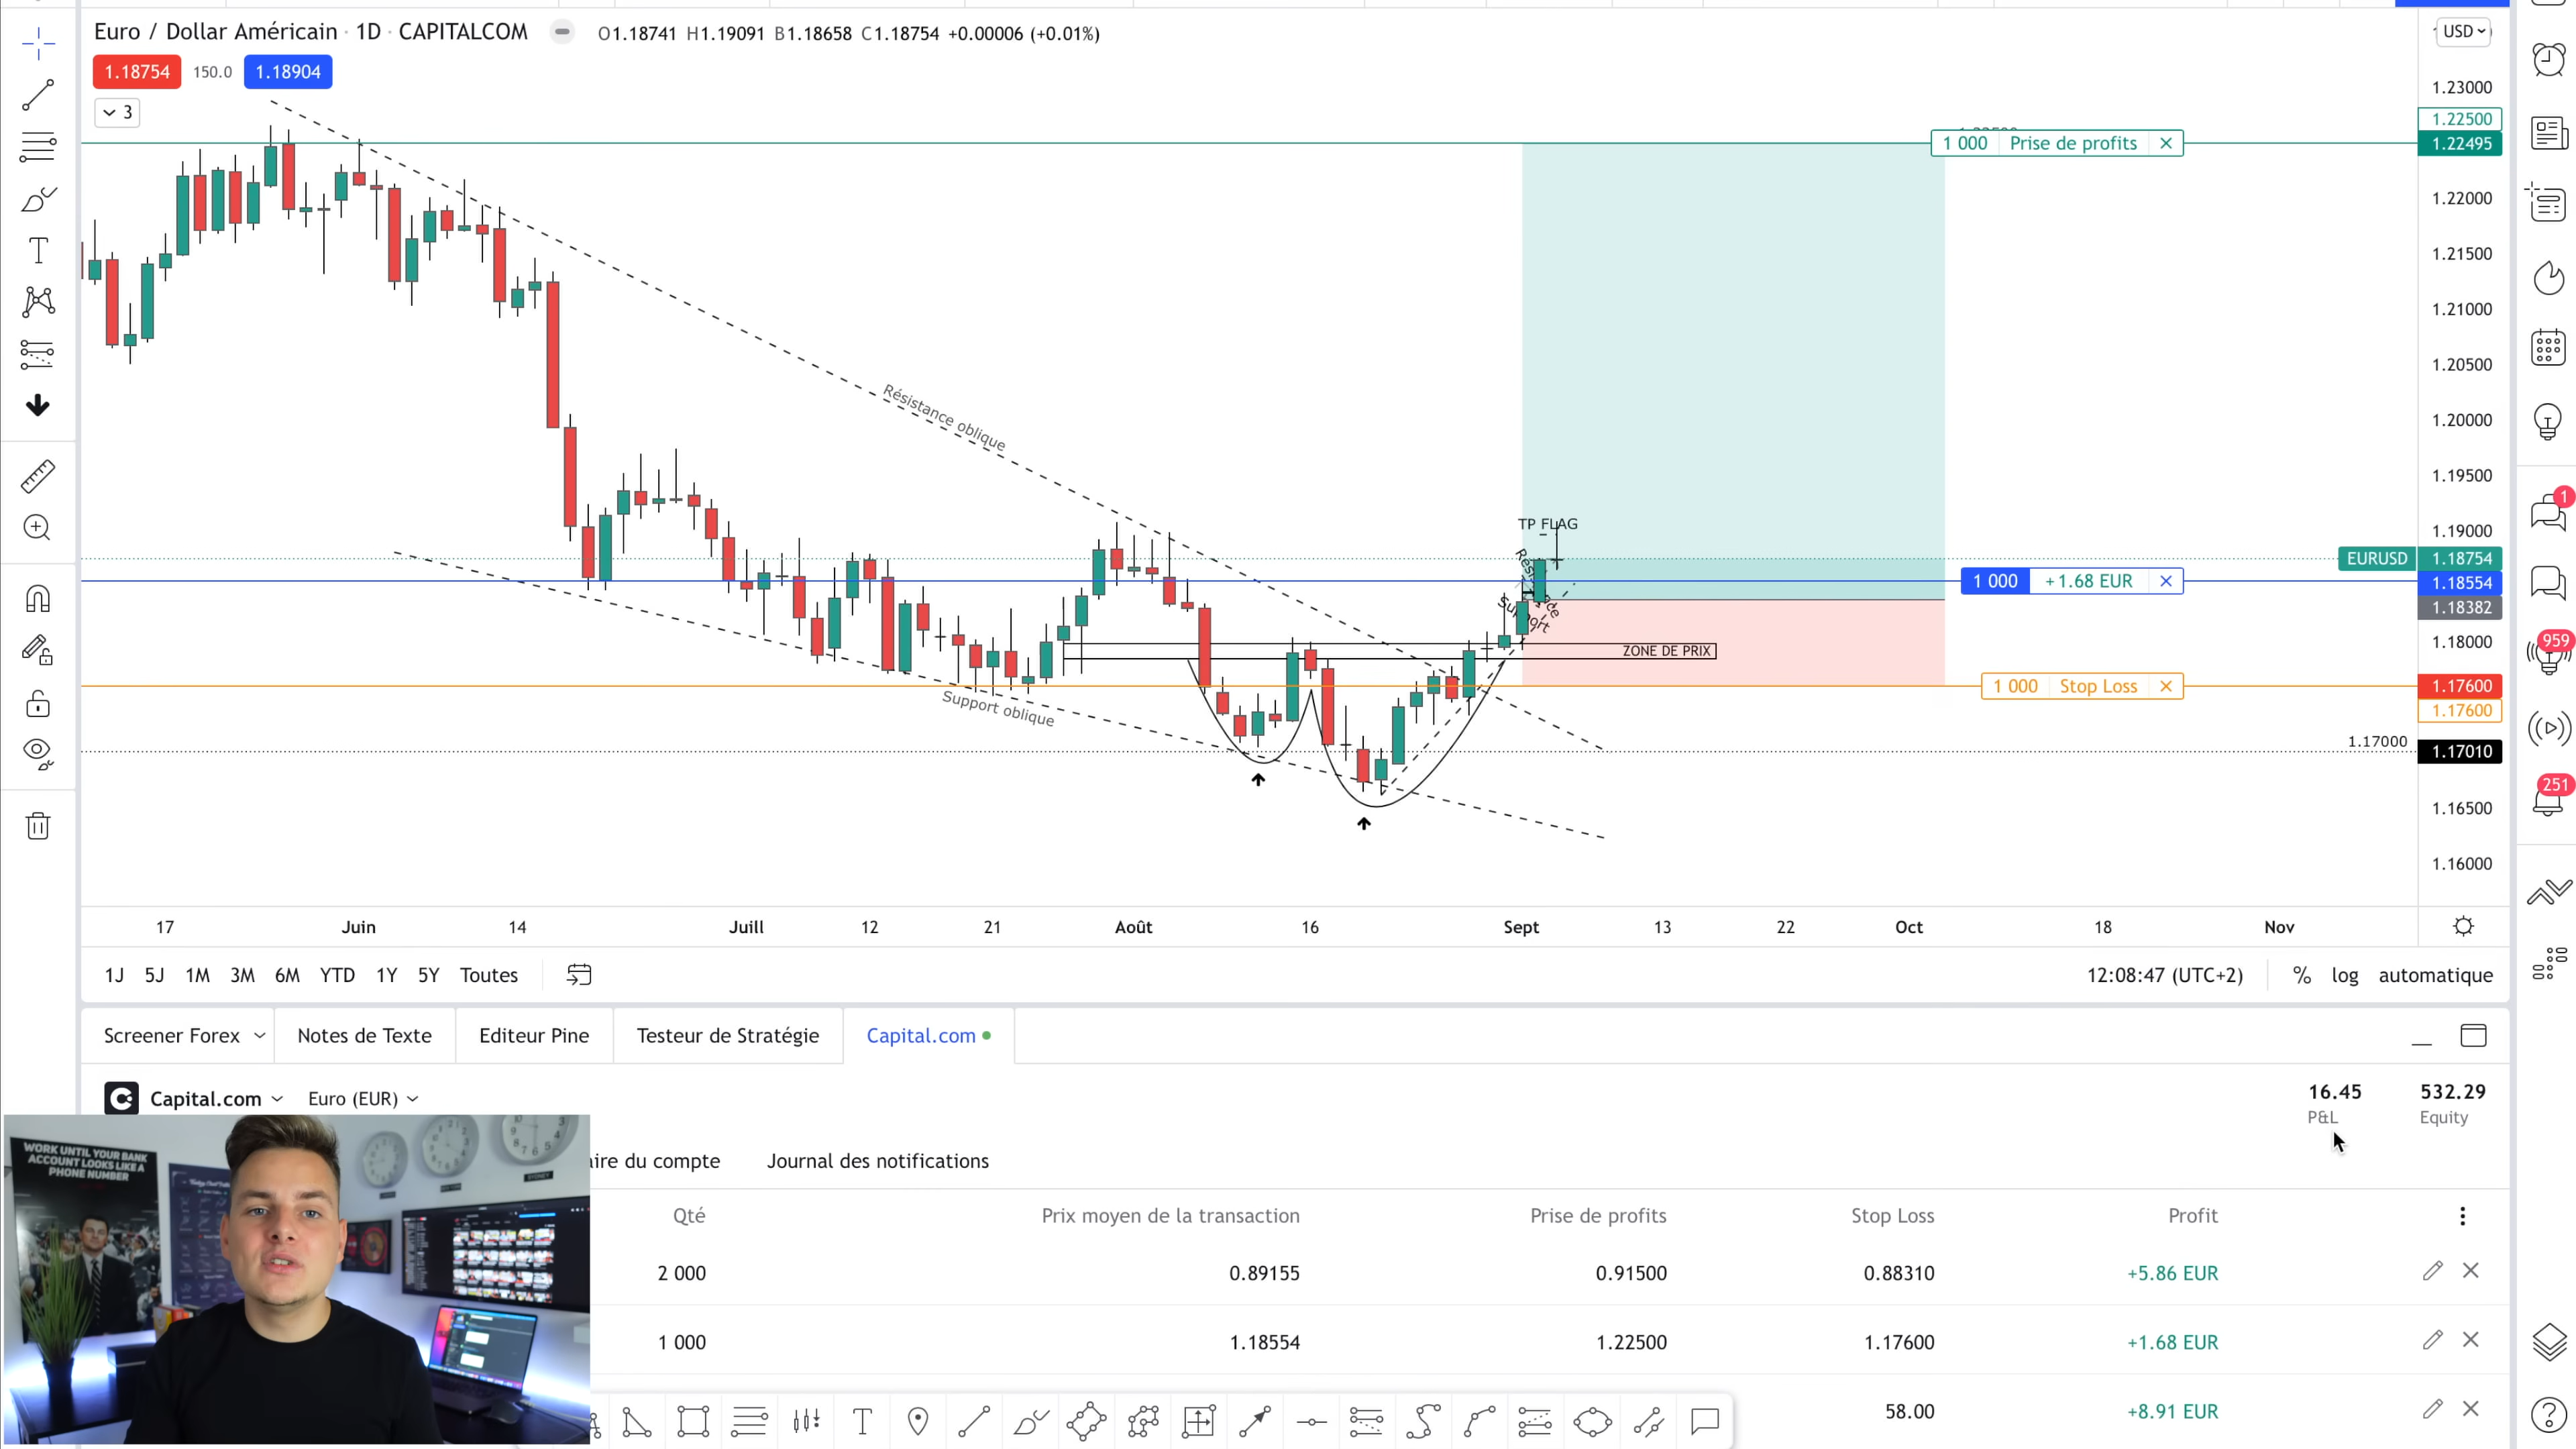 Euro / Dollar Américain · 1D · CAPITALCOM O1.18741 H1.19091 B1.18658 C1.18754 +0.00006 (+0.01%)
USD
1.18754 150.0 1.18904
3
1.23000
1.22500
1 000 Prise de profits
1.22495
1.22000
1.21500
1.21000
1.20500
Résistance oblique
1.20000
1.19500
TP FLAG
1.19000
EURUSD 1.18754
1 000 +1.68 EUR
1.18554
1.18382
Support
1.18000
ZONE DE PRIX
1 000 Stop Loss
1.17600
Support oblique
1.17600
1.17000
1.17010
1.16500
1.16000
1
959
251
17 Juin 14 Juill 12 21 Août 16 Sept 13 22 Oct 18 Nov
1J 5J 1M 3M 6M YTD 1Y 5Y Toutes
12:08:47 (UTC+2) % log automatique
Screener Forex Notes de Texte Editeur Pine Testeur de Stratégie Capital.com
Capital.com Euro (EUR)
16.45 532.29
P&L Equity
aire du compte Journal des notifications
WORK UNTIL YOUR BANK
ACCOUNT LOOKS LIKE A
PHONE NUMBER
Qté Prix moyen de la transaction Prise de profits Stop Loss Profit
2 000 0.89155 0.91500 0.88310 +5.86 EUR
1 000 1.18554 1.22500 1.17600 +1.68 EUR
58.00 +8.91 EUR